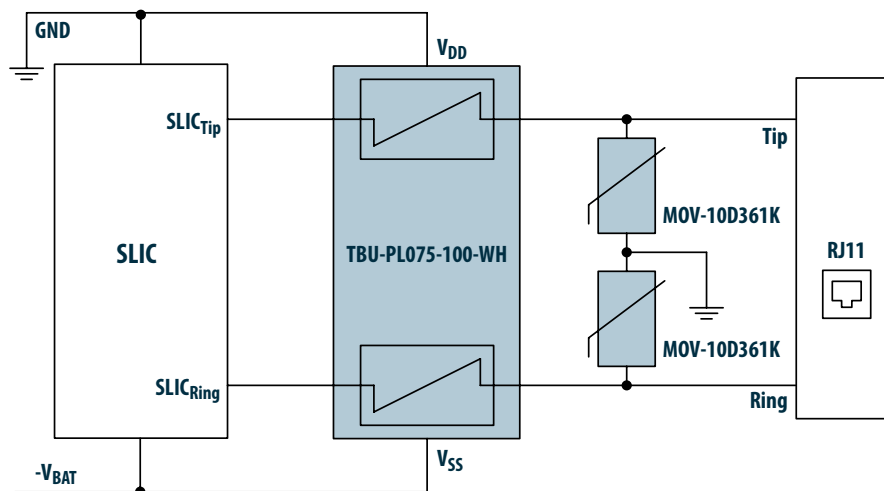 GND
VDD
SLICTip
Tip
MOV-10D361K
SLIC
TBU-PL075-100-WH
RJ11
MOV-10D361K
SLICRing
Ring
-VBAT
VSS